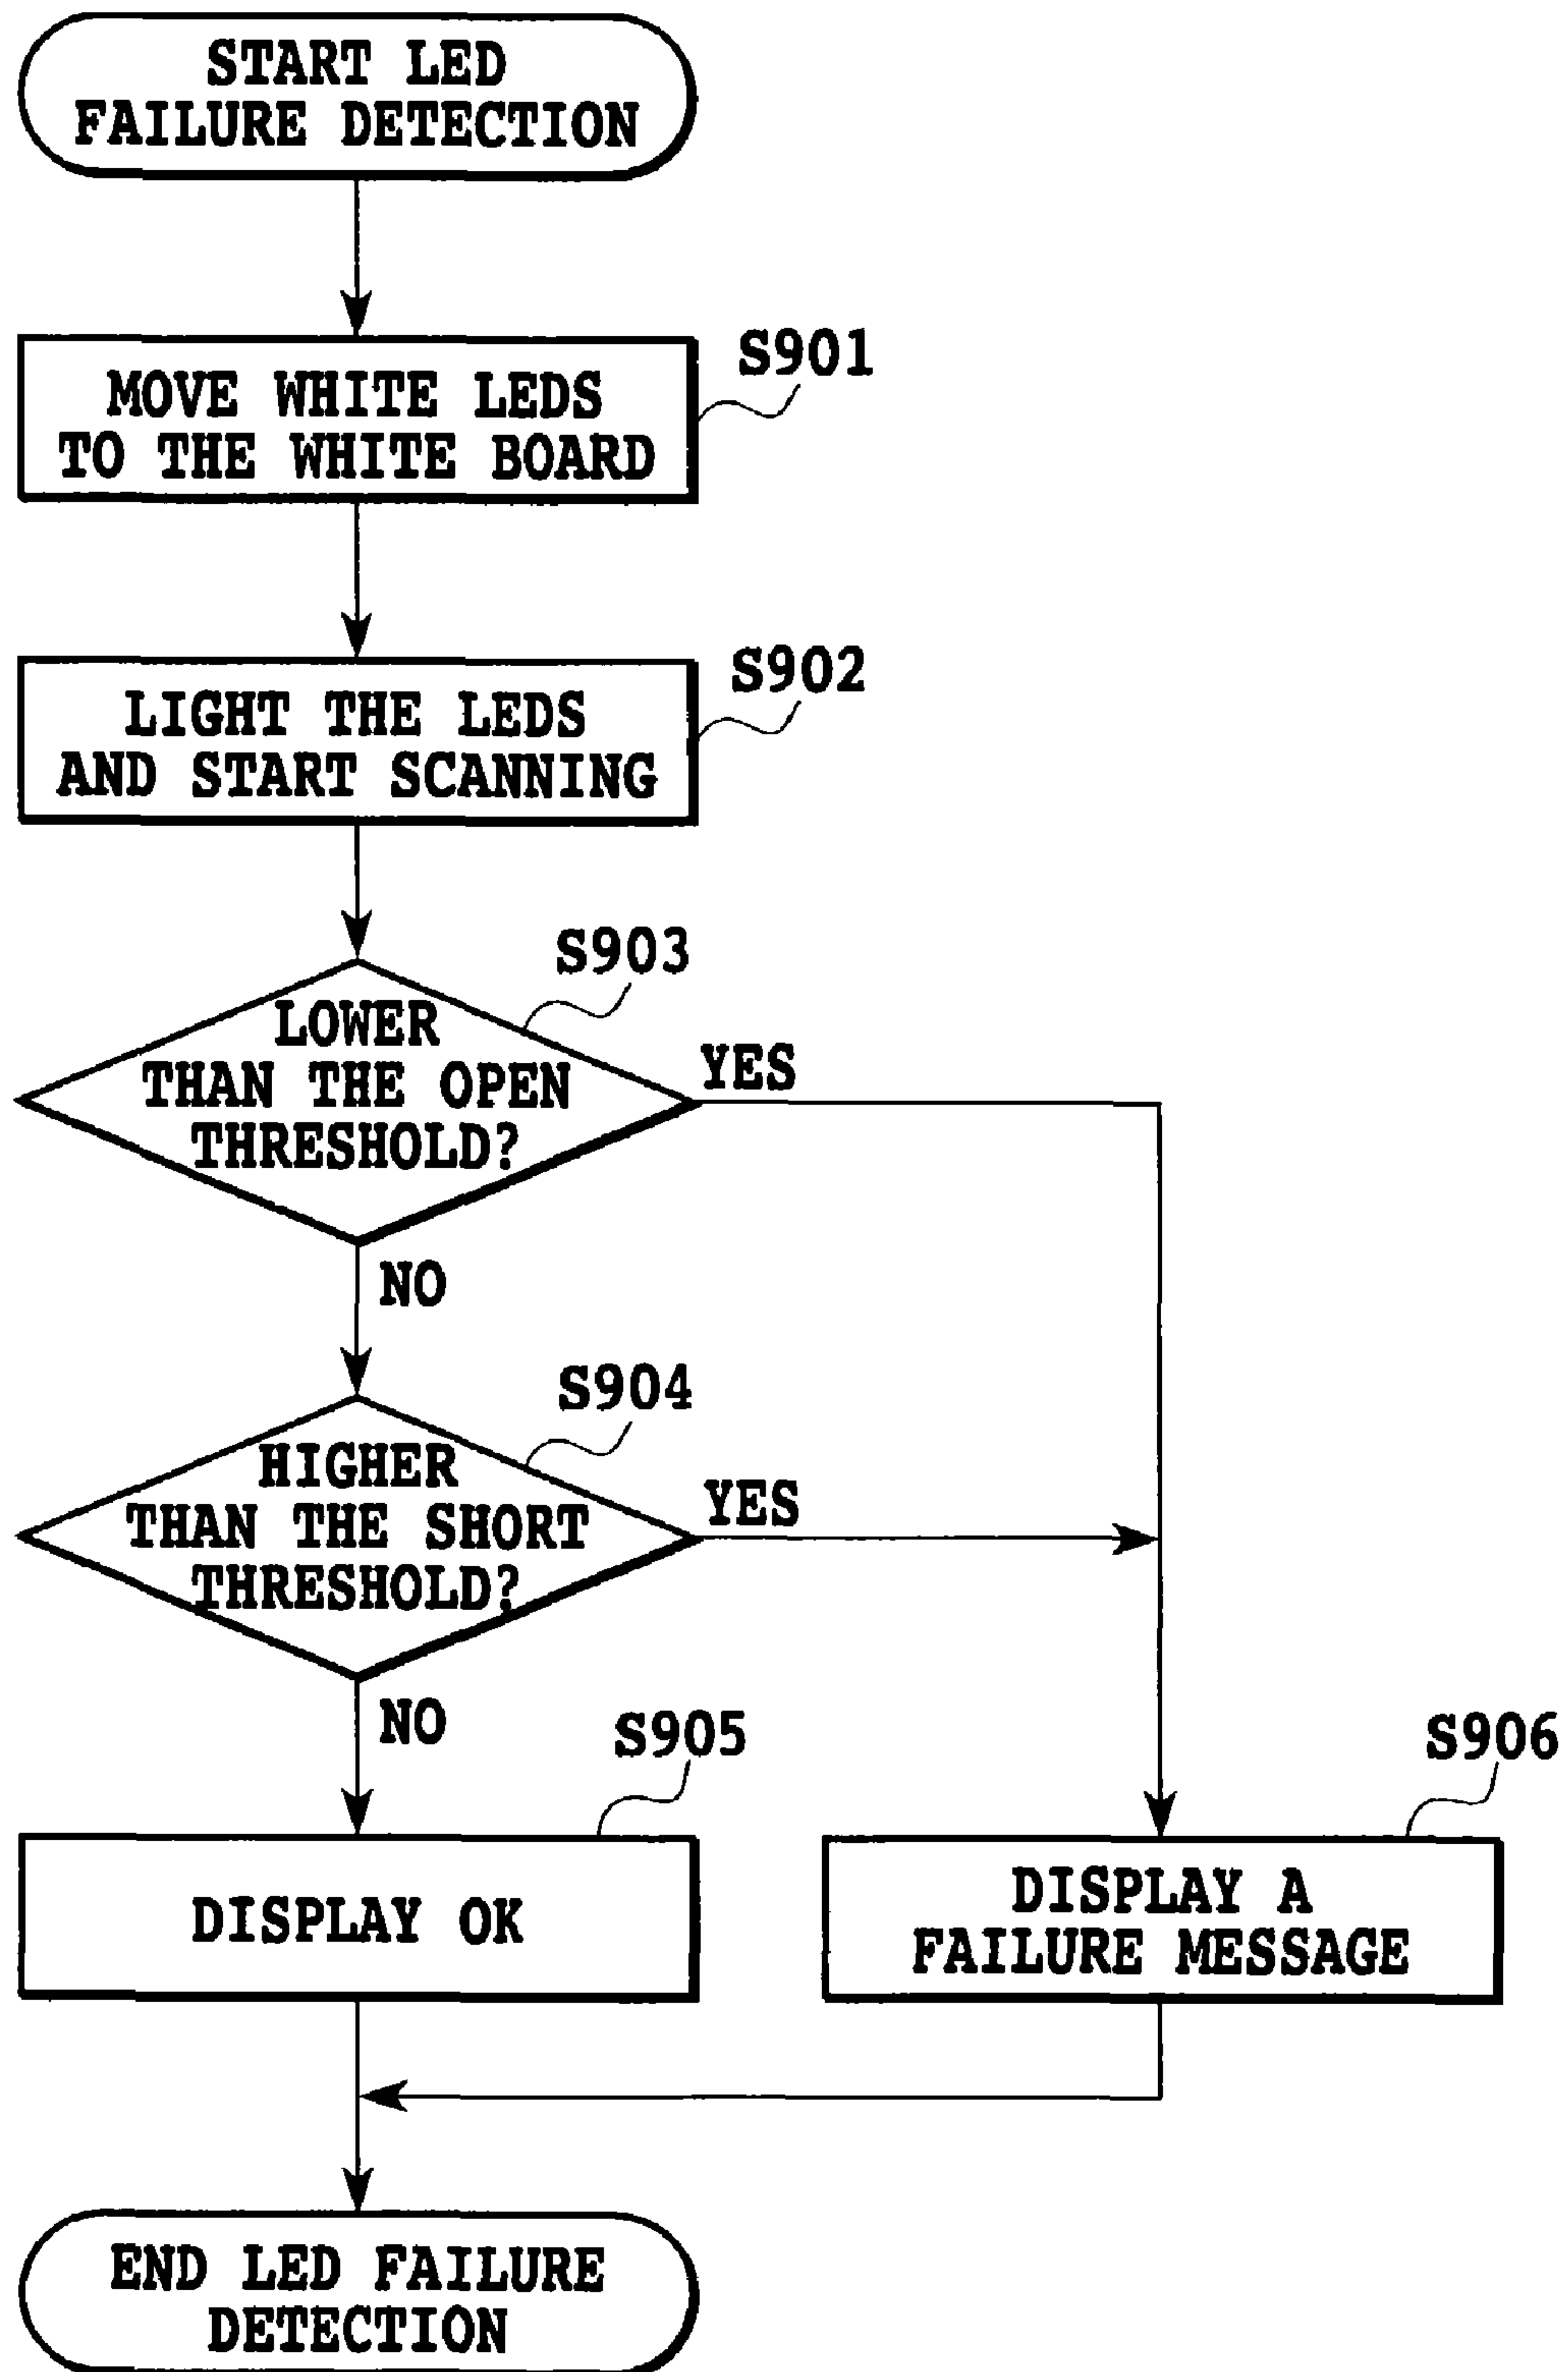 START LED
FAILURE DETECTION
S901
MOVE WHITE LEDS
TO THE WHITE BOARD
S902
LIGHT THE LEDS
AND START SCANNING
S903
LOWER
THAN THE OPEN
THRESHOLD?
YES
NO
S904
HIGHER
THAN THE SHORT
THRESHOLD?
YES
NO
S905
DISPLAY OK
S906
DISPLAY A
FAILURE MESSAGE
END LED FAILURE
DETECTION